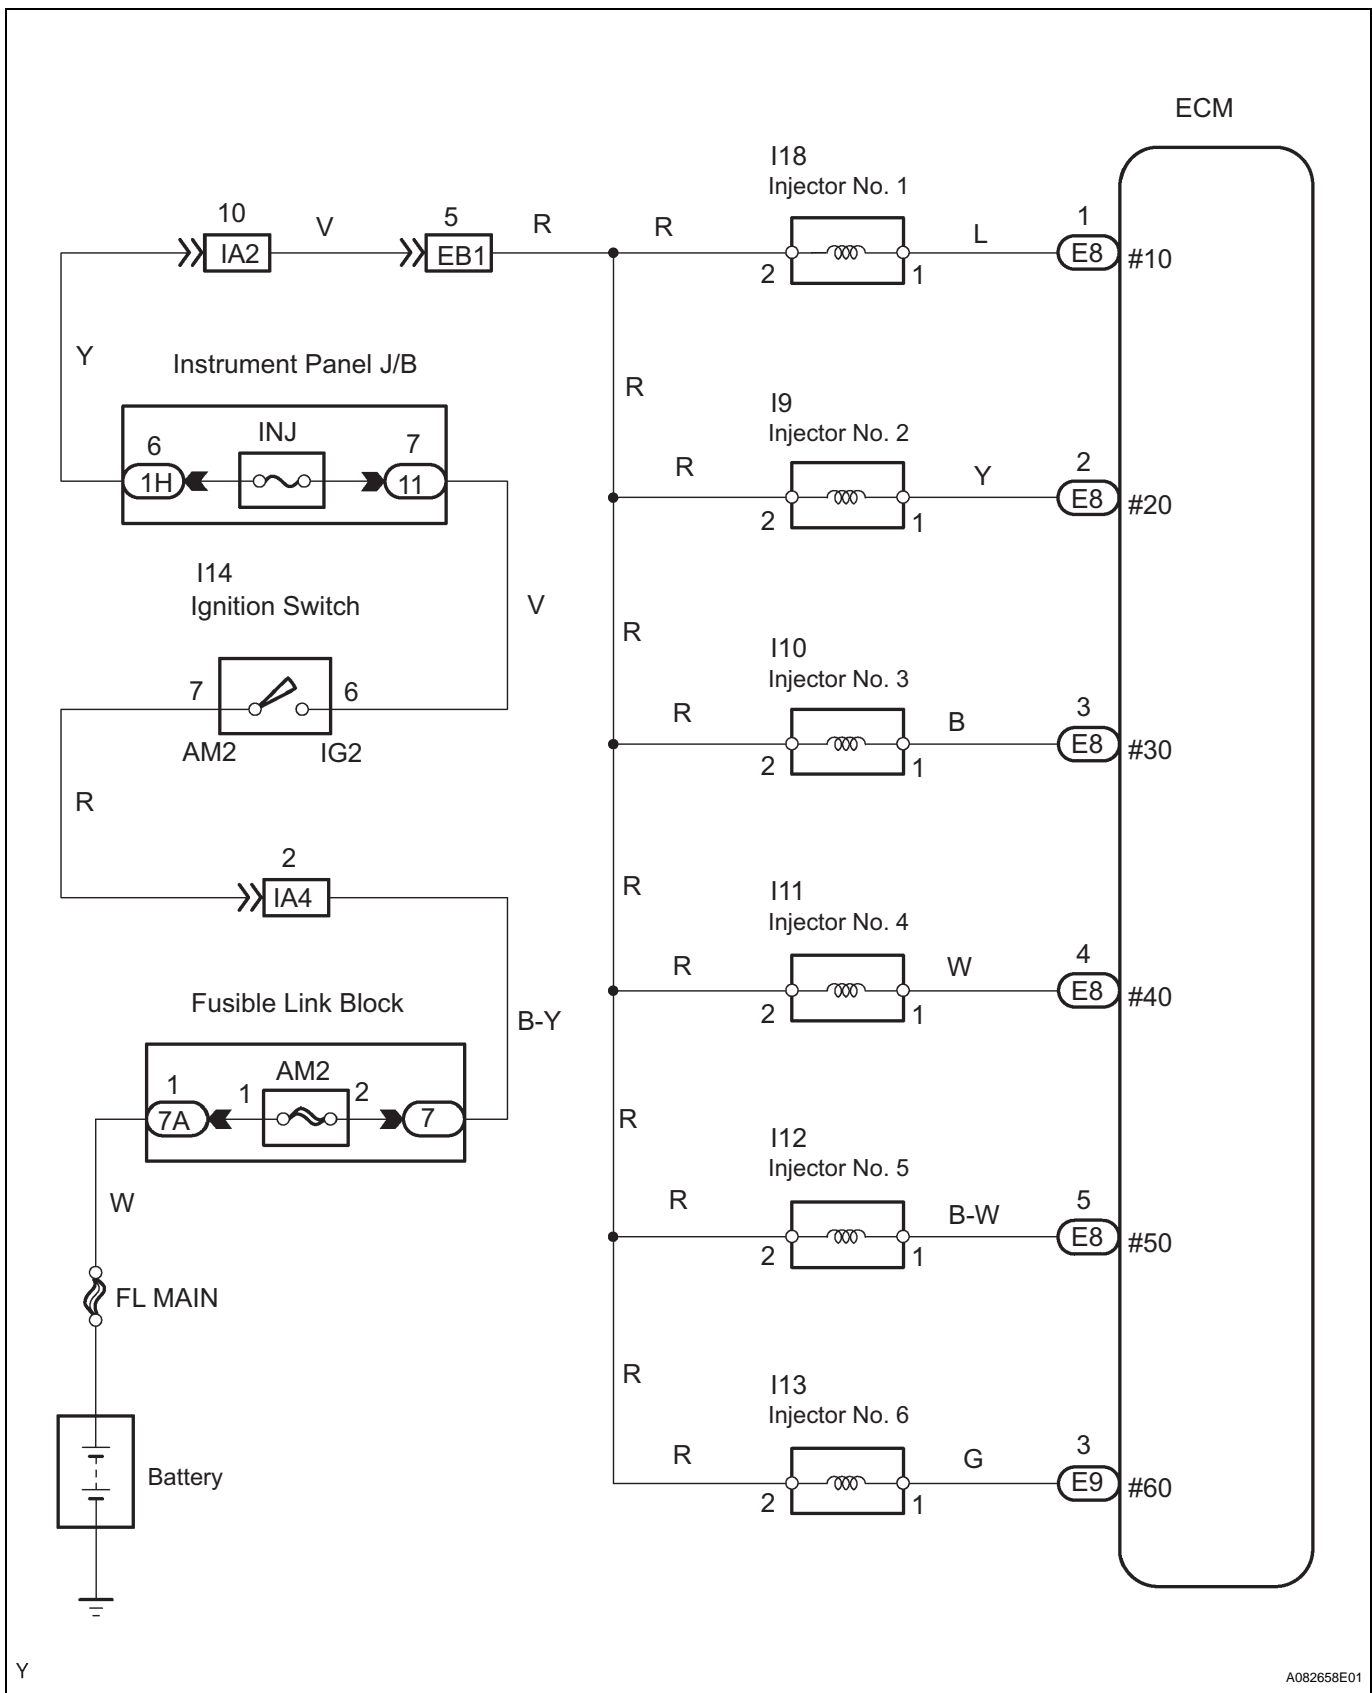 ECM
I18
Injector No. 1
10
IA2
V
5
EB1
R
R
2
1
L
1
E8
#10
Y
Instrument Panel J/B
6
1H
INJ
7
11
R
I9
Injector No. 2
R
2
1
Y
2
E8
#20
I14
Ignition Switch
V
7
6
AM2
IG2
R
I10
Injector No. 3
R
2
1
B
3
E8
#30
R
2
IA4
R
I11
Injector No. 4
R
2
1
W
4
E8
#40
Fusible Link Block
B-Y
1
7A
1
AM2
2
7
R
I12
Injector No. 5
R
2
1
B-W
5
E8
#50
W
FL MAIN
R
I13
Injector No. 6
R
2
1
G
3
E9
#60
Battery
Y
A082658E01